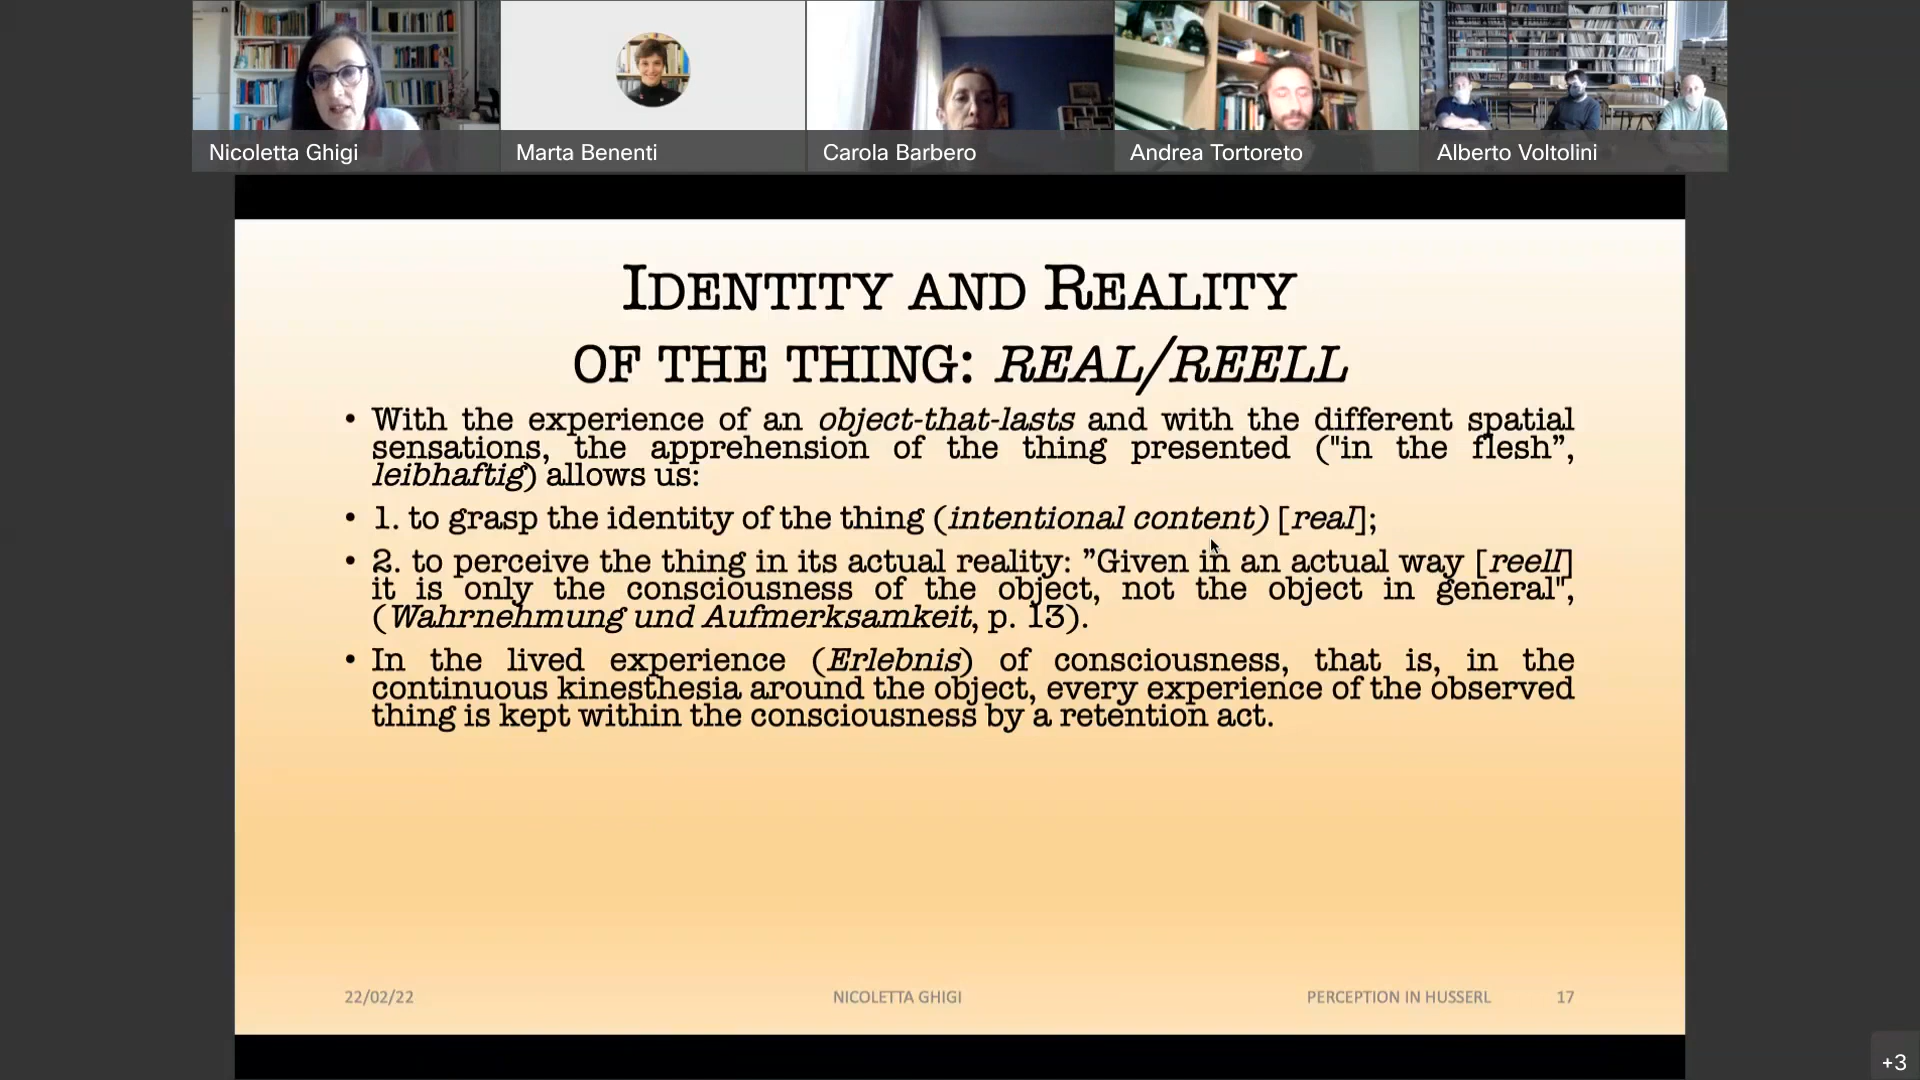 Nicoletta Ghigi
Marta Benenti
Carola Barbero
Andrea Tortoreto
Alberto Voltolini
IDENTITY AND REALITY
OF THE THING: REAL/REELL
• With the experience of an object-that-lasts and with the different spatial
sensations, the apprehension of the thing presented ("in the flesh”,
leibhaftig) allows us:
• 1. to grasp the identity of the thing (intentional content) [real];
• 2. to perceive the thing in its actual reality: ”Given in an actual way [reell]
it is only the consciousness of the object, not the object in general",
(Wahrnehmung und Aufmerksamkeit, p. 13).
• In the lived experience (Erlebnis) of consciousness, that is, in the
continuous kinesthesia around the object, every experience of the observed
thing is kept within the consciousness by a retention act.
22/02/22
NICOLETTA GHIGI
PERCEPTION IN HUSSERL
17
+3